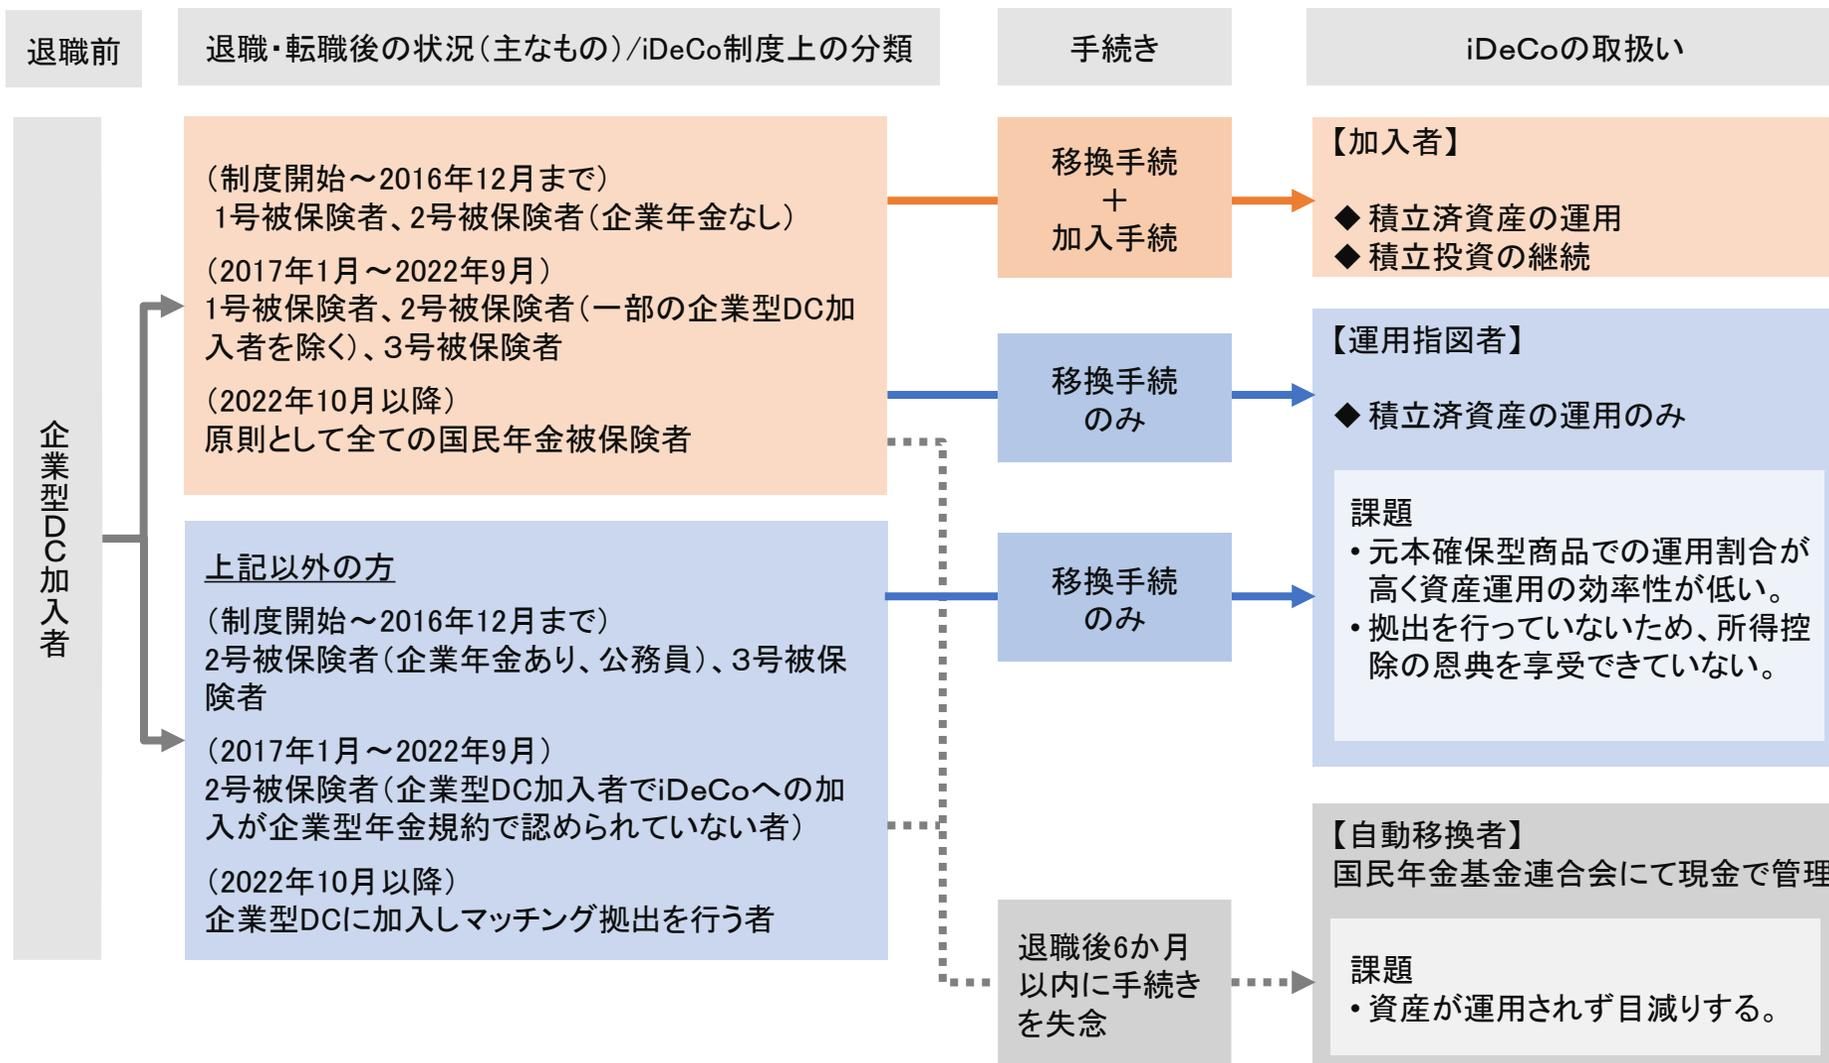 退職前
退職・転職後の状況（主なもの）/iDeCo制度上の分類
手続き
iDeCoの取扱い
企業型DC加入者
（制度開始～2016年12月まで）
1号被保険者、2号被保険者（企業年金なし）
（2017年1月～2022年9月）
1号被保険者、2号被保険者（一部の企業型DC加
入者を除く）、3号被保険者
（2022年10月以降）
原則として全ての国民年金被保険者
上記以外の方
（制度開始～2016年12月まで）
2号被保険者（企業年金あり、公務員）、3号被保
険者
（2017年1月～2022年9月）
2号被保険者（企業型DC加入者でiDeCoへの加
入が企業型年金規約で認められていない者）
（2022年10月以降）
企業型DCに加入しマッチング拠出を行う者
移換手続
＋
加入手続
移換手続
のみ
移換手続
のみ
退職後6か月
以内に手続き
を失念
【加入者】
◆ 積立済資産の運用
◆ 積立投資の継続
【運用指図者】
◆ 積立済資産の運用のみ
課題
• 元本確保型商品での運用割合が
高く資産運用の効率性が低い。
• 拠出を行っていないため、所得控
除の恩典を享受できていない。
【自動移換者】
国民年金基金連合会にて現金で管理
課題
• 資産が運用されず目減りする。